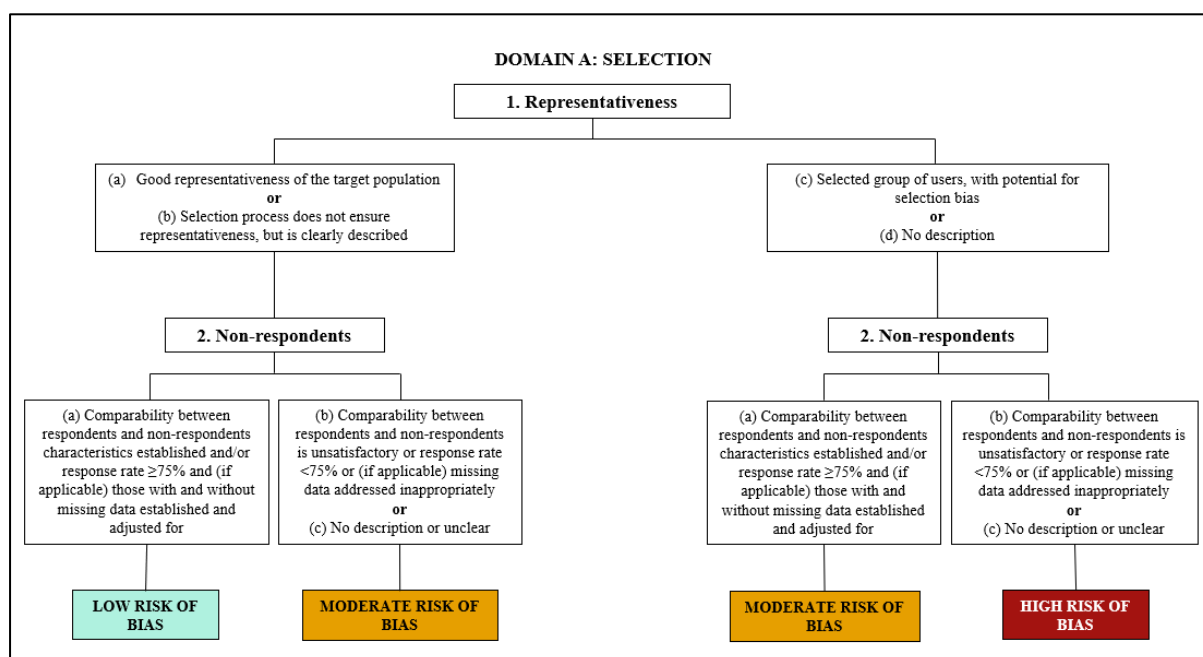 DOMAIN A: SELECTION
1. Representativeness
(a) Good representativeness of the target population
or
(b) Selection process does not ensure
representativeness, but is clearly described
(c) Selected group of users, with potential for
selection bias
or
(d) No description
2. Non-respondents
2. Non-respondents
(a) Comparability between
respondents and non-respondents
characteristics established and/or
response rate ≥75% and (if
applicable) those with and without
missing data established and
adjusted for
(b) Comparability between
respondents and non-respondents
is unsatisfactory or response rate
<75% or (if applicable) missing
data addressed inappropriately
or
(c) No description or unclear
(a) Comparability between
respondents and non-respondents
characteristics established and/or
response rate ≥75% and (if
applicable) those with and
without missing data established
and adjusted for
(b) Comparability between
respondents and non-respondents is
unsatisfactory or response rate
<75% or (if applicable) missing
data addressed inappropriately
or
(c) No description or unclear
LOW RISK OF
BIAS
MODERATE RISK OF
BIAS
MODERATE RISK OF
BIAS
HIGH RISK OF
BIAS